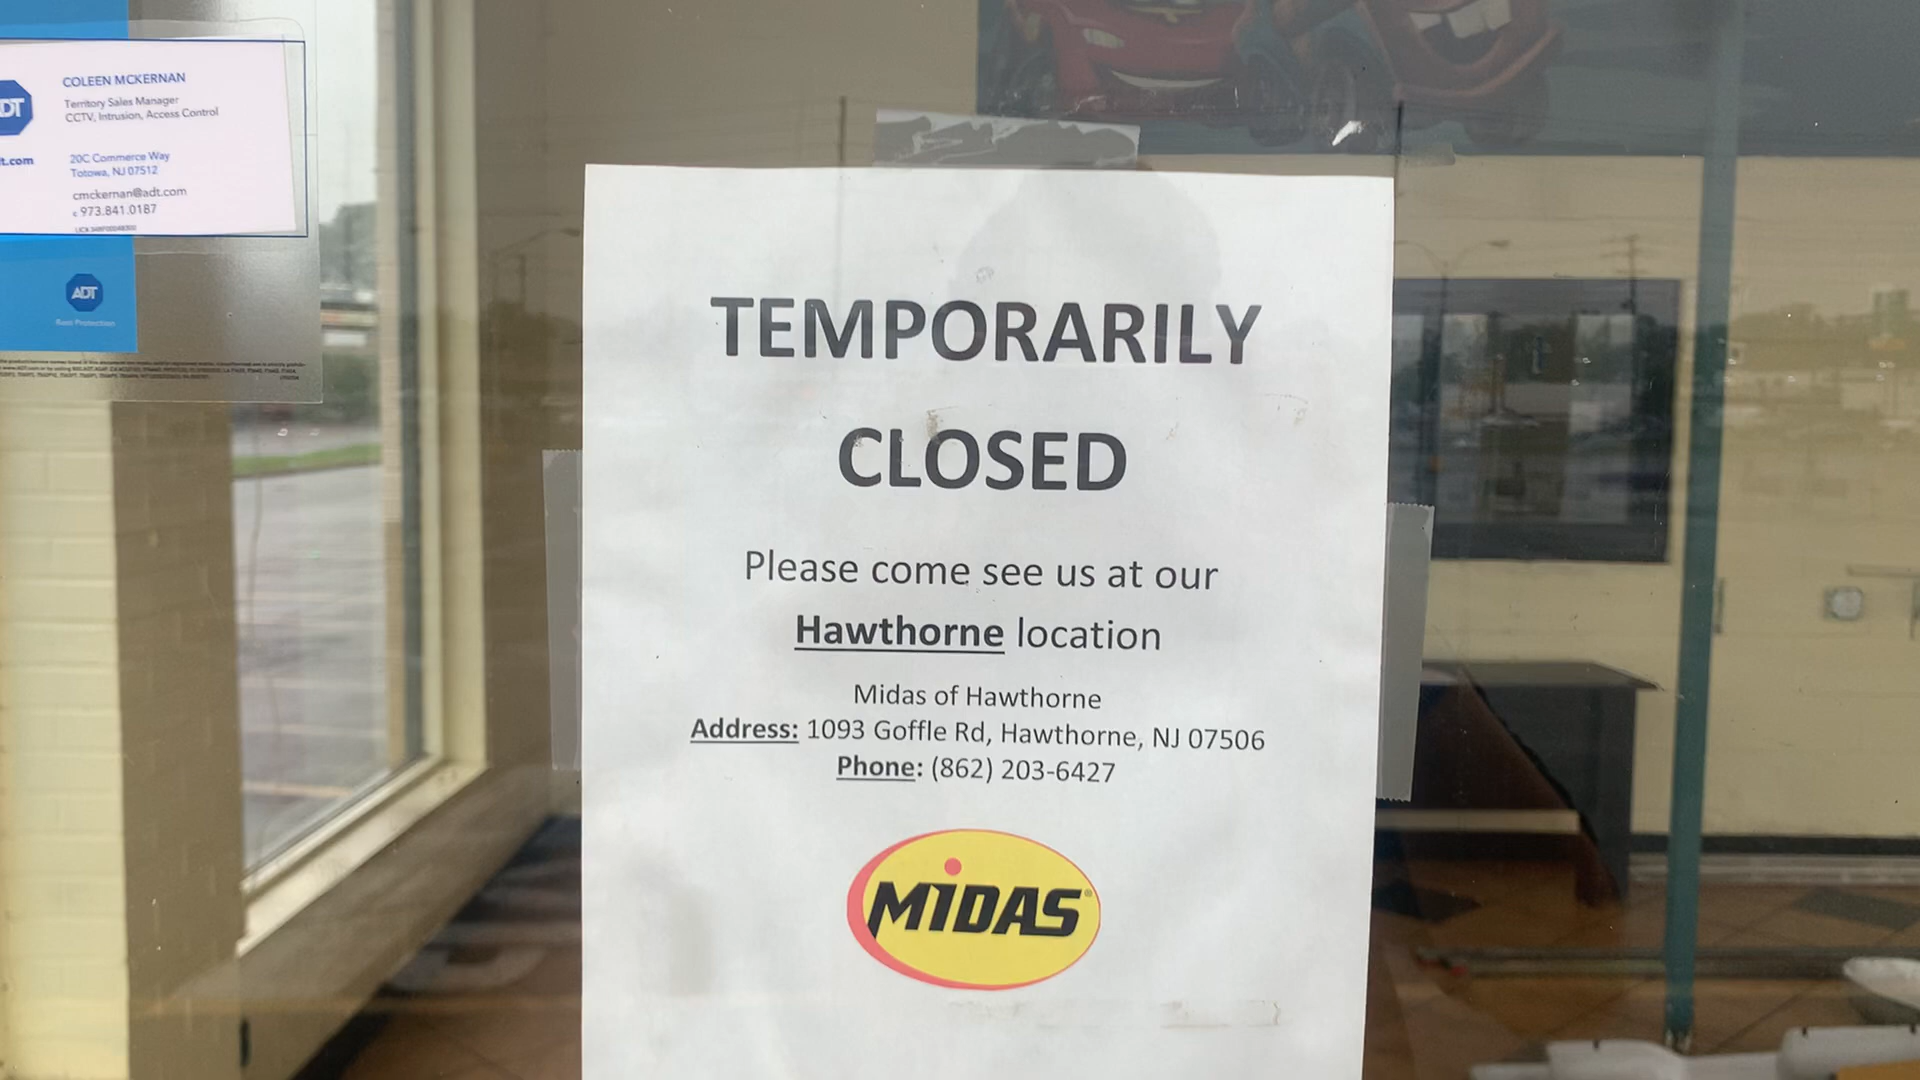 COLEEN MCKERNAN
Territory Sales Manager
CCTV, Intrusion, Access Control
20C Commerce Way
Totowa, NJ 07512
cmckernan@adt.com
c 973.841.0187
ADT
TEMPORARILY
CLOSED
Please come see us at our
Hawthorne location
Midas of Hawthorne
Address: 1093 Goffle Rd, Hawthorne, NJ 07506
Phone: (862) 203-6427
MiDAS®